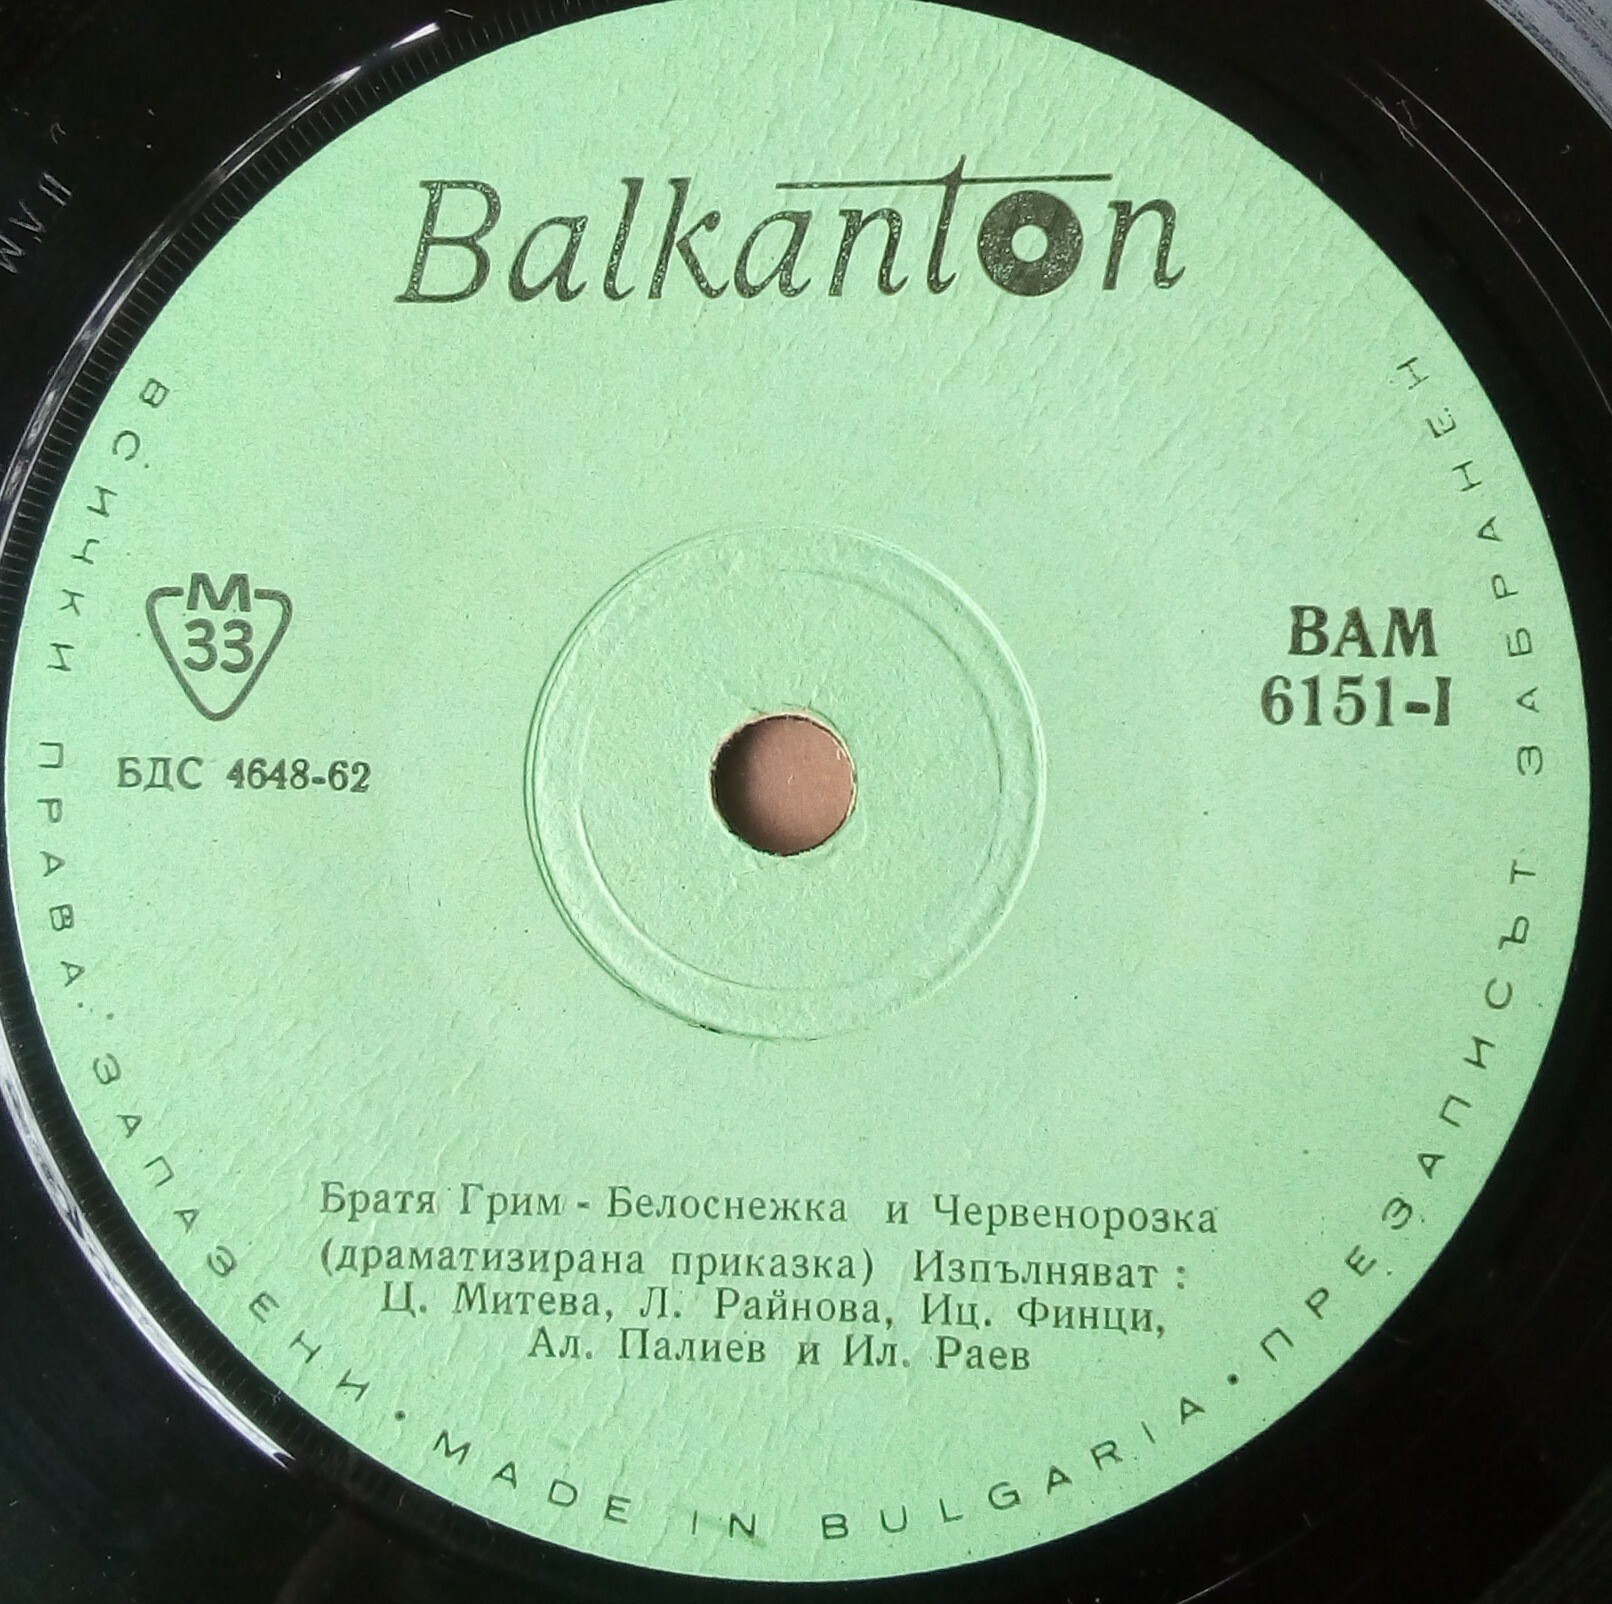 Balkanton
ВСИЧКИ ПРАВА ЗАПАЗЕНИ • MADE IN BULGARIA • ПРЕЗАПИСЪТ ЗАБРАНЕН
М
33
БДС 4648-62
ВАМ
6151-I
Братя Грим - Белоснежка и Червенорозка
(драматизирана приказка) Изпълняват :
Ц. Митева, Л. Райнова, Иц. Финци,
Ал. Палиев и Ил. Раев